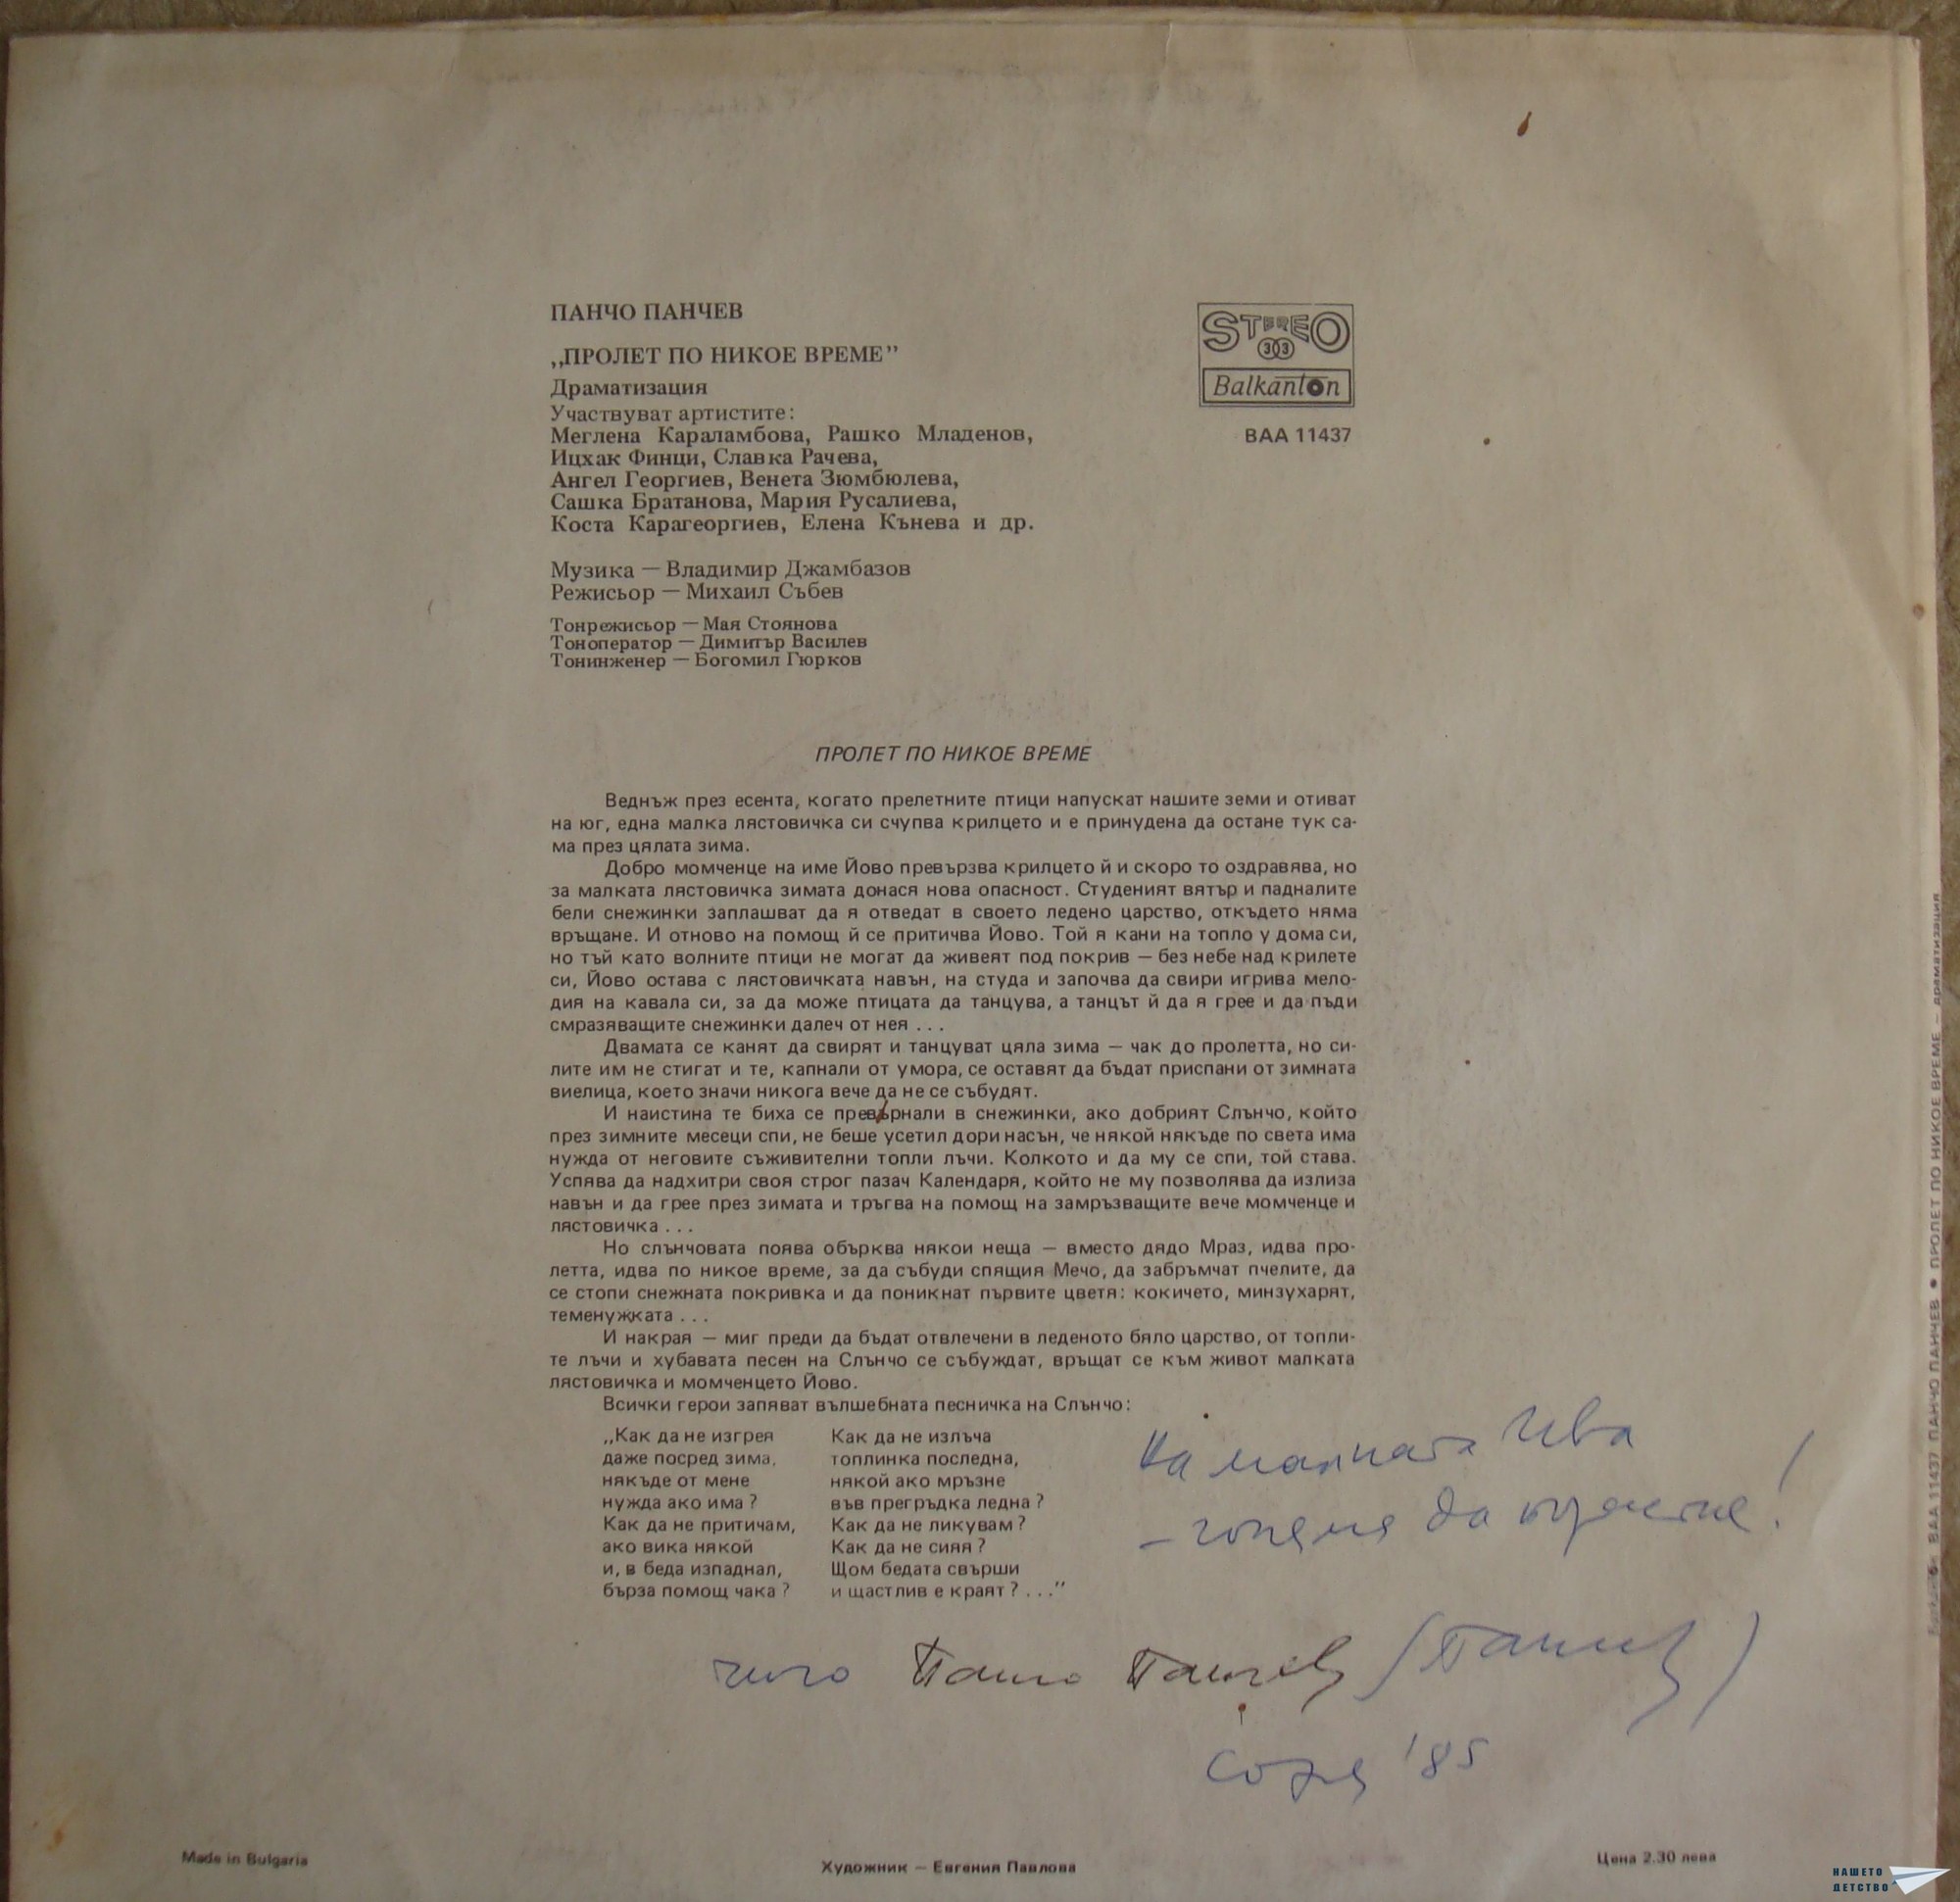 ПАНЧО ПАНЧЕВ
„ПРОЛЕТ ПО НИКОЕ ВРЕМЕ”
Драматизация
Участвуват артистите:
Меглена Караламбова, Рашко Младенов,
Ицхак Финци, Славка Рачева,
Ангел Георгиев, Венета Зюмбюлева,
Сашка Братанова, Мария Русалиева,
Коста Карагеоргиев, Елена Кънева и др.
Музика — Владимир Джамбазов
Режисьор — Михаил Събев
Тонрежисьор — Мая Стоянова
Тоноператор — Димитър Василев
Тонинженер — Богомил Гюрков
STEREO
33
Balkanton
ВАА 11437
ПРОЛЕТ ПО НИКОЕ ВРЕМЕ
Веднъж през есента, когато прелетните птици напускат нашите земи и отиват
на юг, една малка лястовичка си счупва крилцето и е принудена да остане тук са-
ма през цялата зима.
Добро момченце на име Йово превързва крилцето й и скоро то оздравява, но
за малката лястовичка зимата донася нова опасност. Студеният вятър и падналите
бели снежинки заплашват да я отведат в своето ледено царство, откъдето няма
връщане. И отново на помощ й се притичва Йово. Той я кани на топло у дома си,
но тъй като волните птици не могат да живеят под покрив — без небе над крилете
си, Йово остава с лястовичката навън, на студа и започва да свири игрива мело-
дия на кавала си, за да може птицата да танцува, а танцът й да я грее и да пъди
смразяващите снежинки далеч от нея . . .
Двамата се канят да свирят и танцуват цяла зима — чак до пролетта, но си-
лите им не стигат и те, капнали от умора, се оставят да бъдат приспани от зимната
виелица, което значи никога вече да не се събудят.
И наистина те биха се превърнали в снежинки, ако добрият Слънчо, който
през зимните месеци спи, не беше усетил дори насън, че някой някъде по света има
нужда от неговите съживителни топли лъчи. Колкото и да му се спи, той става.
Успява да надхитри своя строг пазач Календаря, който не му позволява да излиза
навън и да грее през зимата и тръгва на помощ на замръзващите вече момченце и
лястовичка . . .
Но слънчовата поява обърква някои неща — вместо дядо Мраз, идва про-
летта, идва по никое време, за да събуди спящия Мечо, да забръмчат пчелите, да
се стопи снежната покривка и да поникнат първите цветя: кокичето, минзухарят,
теменужката . . .
И накрая — миг преди да бъдат отвлечени в леденото бяло царство, от топли-
те лъчи и хубавата песен на Слънчо се събуждат, връщат се към живот малката
лястовичка и момченцето Йово.
Всички герои запяват вълшебната песничка на Слънчо:
„Как да не изгрея
даже посред зима,
някъде от мене
нужда ако има ?
Как да не притичам,
ако вика някой
и, в беда изпаднал,
бърза помощ чака ?
Как да не излъча
топлинка последна,
някой ако мръзне
във прегръдка ледна ?
Как да не ликувам ?
Как да не сияя ?
Щом бедата свърши
и щастлив е краят ? . . .”
На малката Ива
– голяма да порасне!
чичо Панчо Панчев (Панчо)
София '85
Made in Bulgaria
Художник — Евгения Павлова
Цена 2.30 лева
ВАА 11437 ПАНЧО ПАНЧЕВ • ПРОЛЕТ ПО НИКОЕ ВРЕМЕ — драматизация
НАШЕТО
ДЕТСТВО